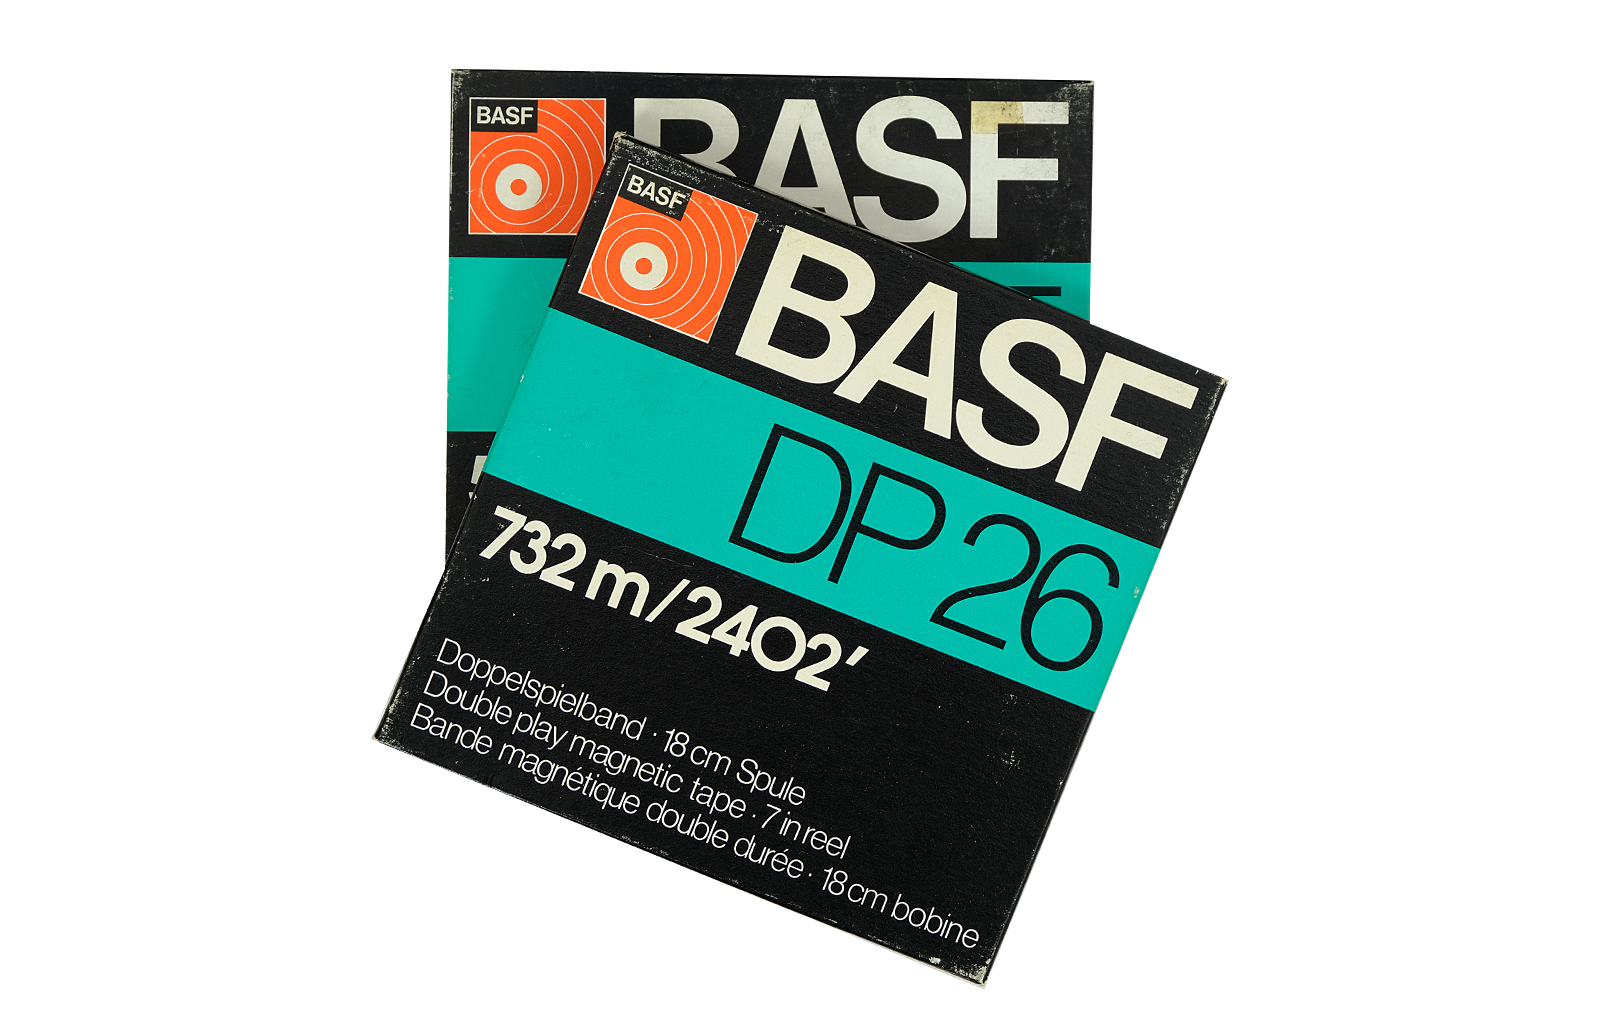 BASF
BASF
BASF
BASF
DP 26
732 m/2402′
Doppelspielband · 18 cm Spule
Double play magnetic tape · 7 in reel
Bande magnétique double durée · 18 cm bobine